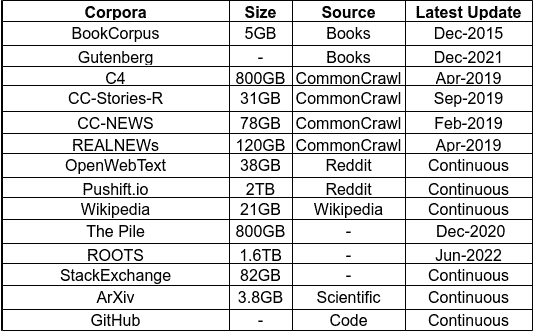 Corpora Size Source Latest Update
BookCorpus 5GB Books Dec-2015
Gutenberg - Books Dec-2021
C4 800GB CommonCrawl Apr-2019
CC-Stories-R 31GB CommonCrawl Sep-2019
CC-NEWS 78GB CommonCrawl Feb-2019
REALNEWs 120GB CommonCrawl Apr-2019
OpenWebText 38GB Reddit Continuous
Pushift.io 2TB Reddit Continuous
Wikipedia 21GB Wikipedia Continuous
The Pile 800GB - Dec-2020
ROOTS 1.6TB - Jun-2022
StackExchange 82GB - Continuous
ArXiv 3.8GB Scientific Continuous
GitHub - Code Continuous